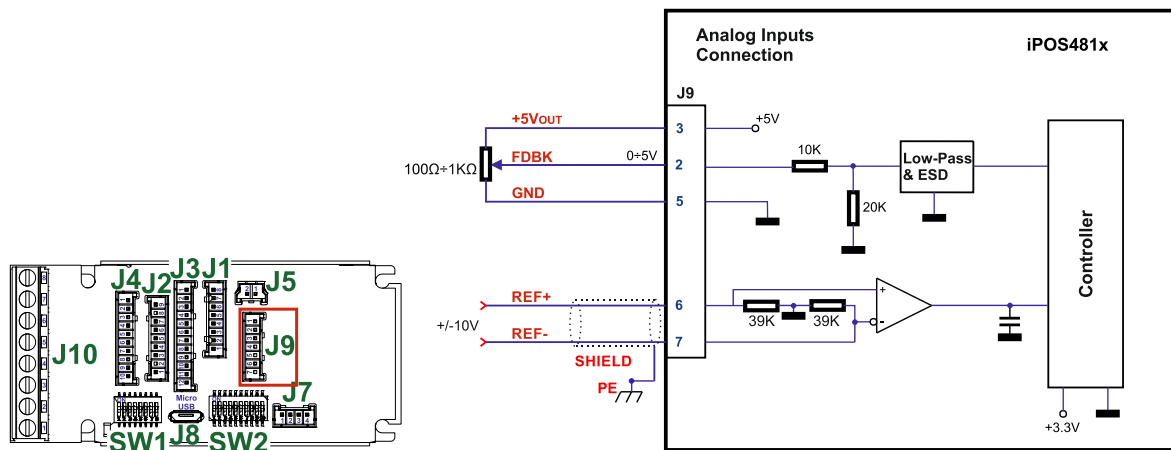 Analog Inputs
Connection
iPOS481x
J9
+5VOUT
3
+5V
FDBK
0÷5V
2
10K
Low-Pass
& ESD
100Ω÷1KΩ
GND
5
20K
Controller
REF+
6
+/-10V
39K
39K
+
-
REF-
7
SHIELD
PE
+3.3V
J4
J2
J3
J1
J5
J10
J9
J7
Micro
USB
SW1
J8
SW2